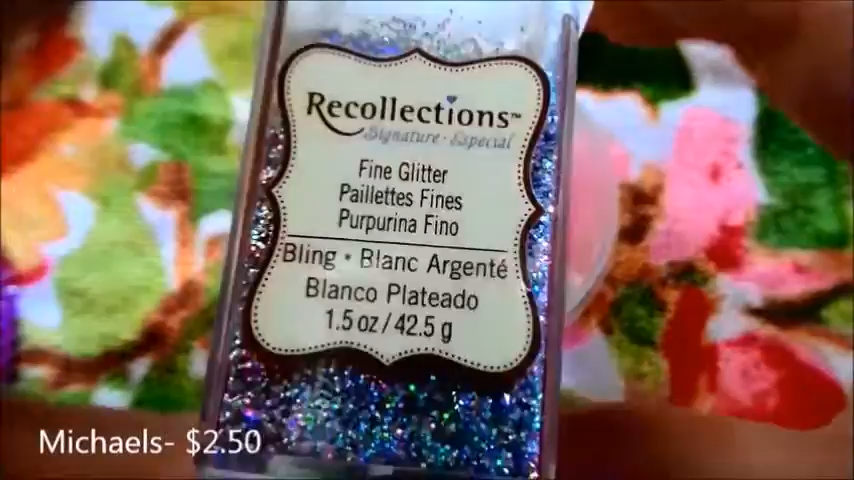 Recollections™
Signature · Especial
Fine Glitter
Paillettes Fines
Purpurina Fino
Bling • Blanc Argenté
Blanco Plateado
1.5 oz / 42.5 g
Michaels- $2.50